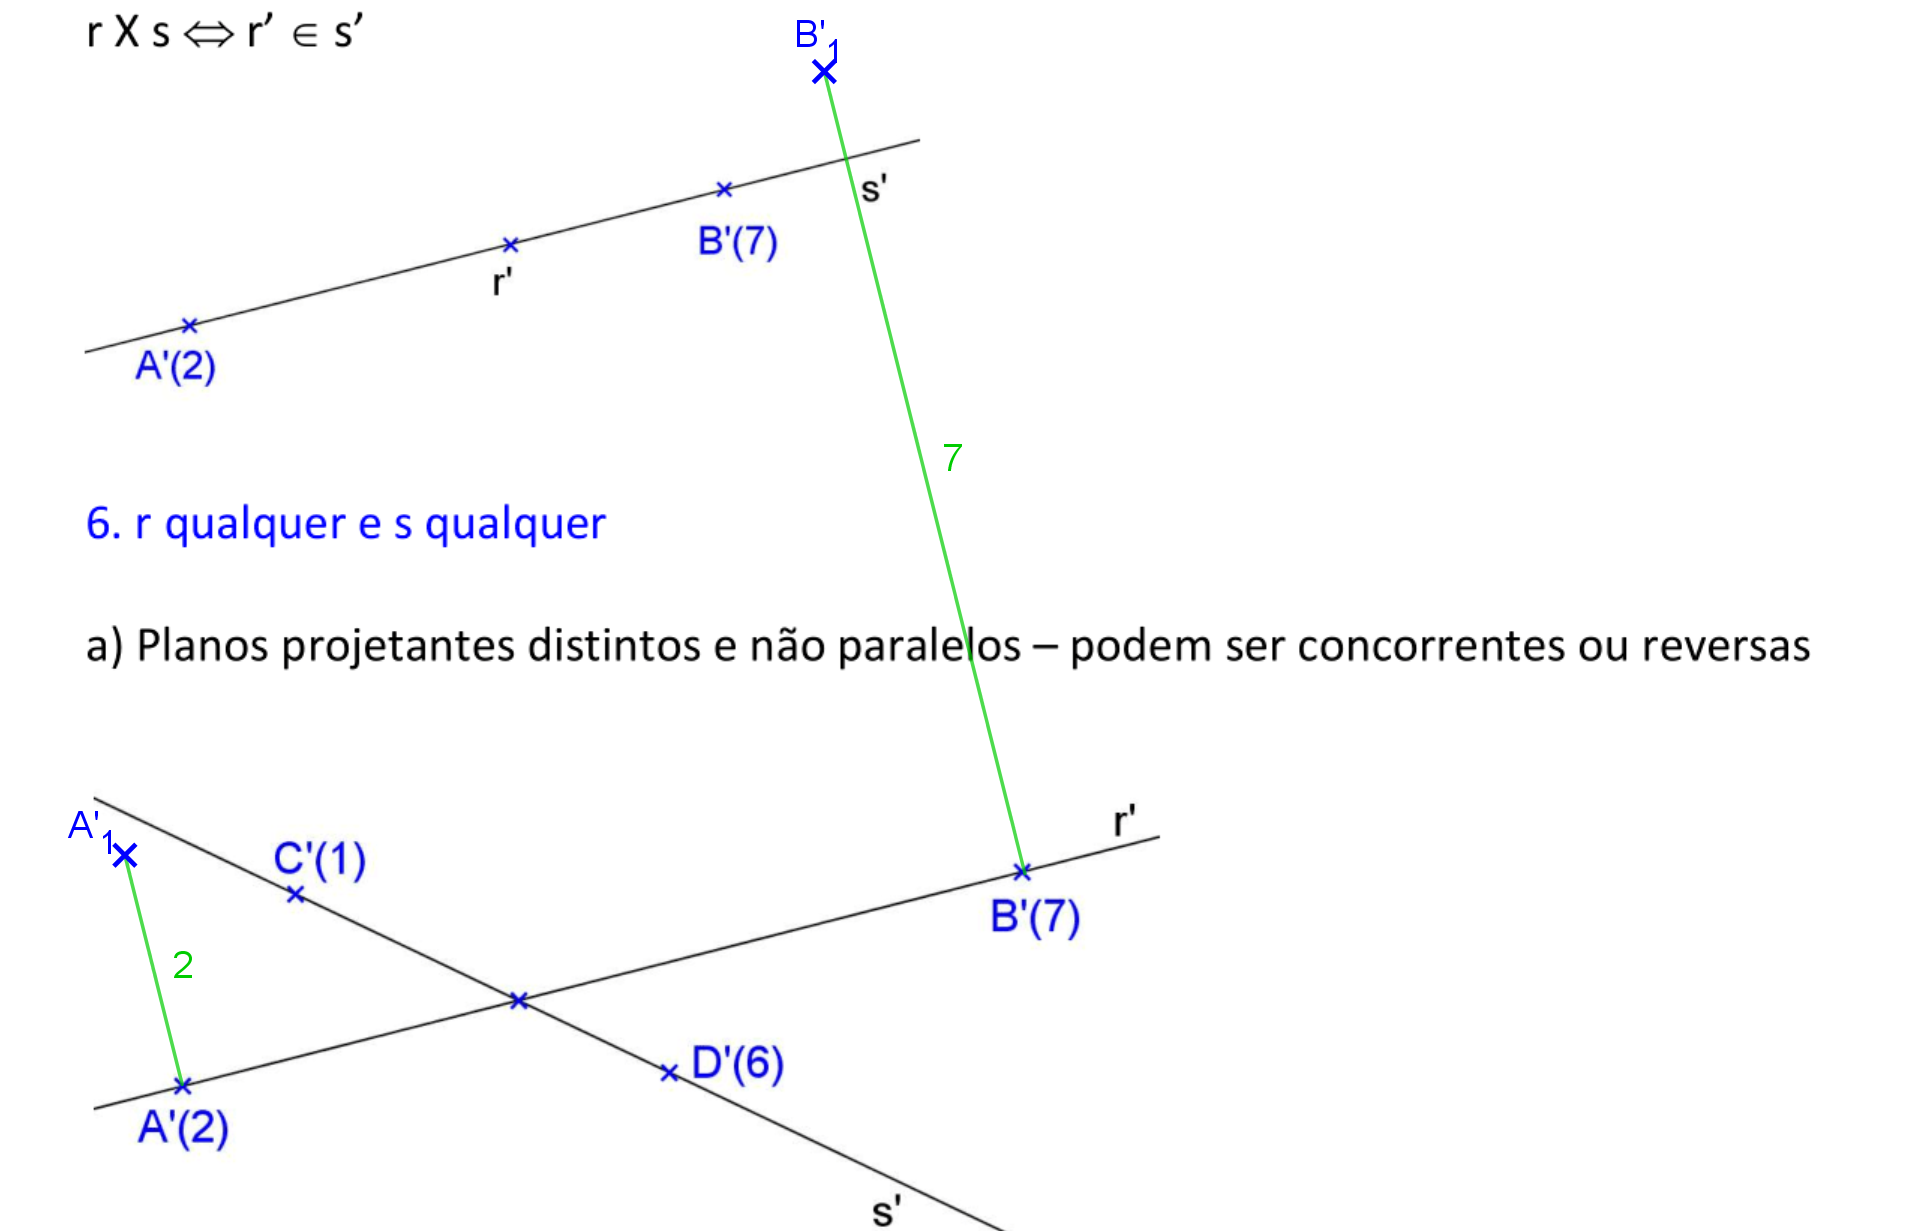 r X s ⇔ r’ ∈ s’
B'1
s'
B'(7)
r'
A'(2)
7
6. r qualquer e s qualquer
a) Planos projetantes distintos e não paralelos – podem ser concorrentes ou reversas
r'
A'1
C'(1)
B'(7)
2
D'(6)
A'(2)
s'